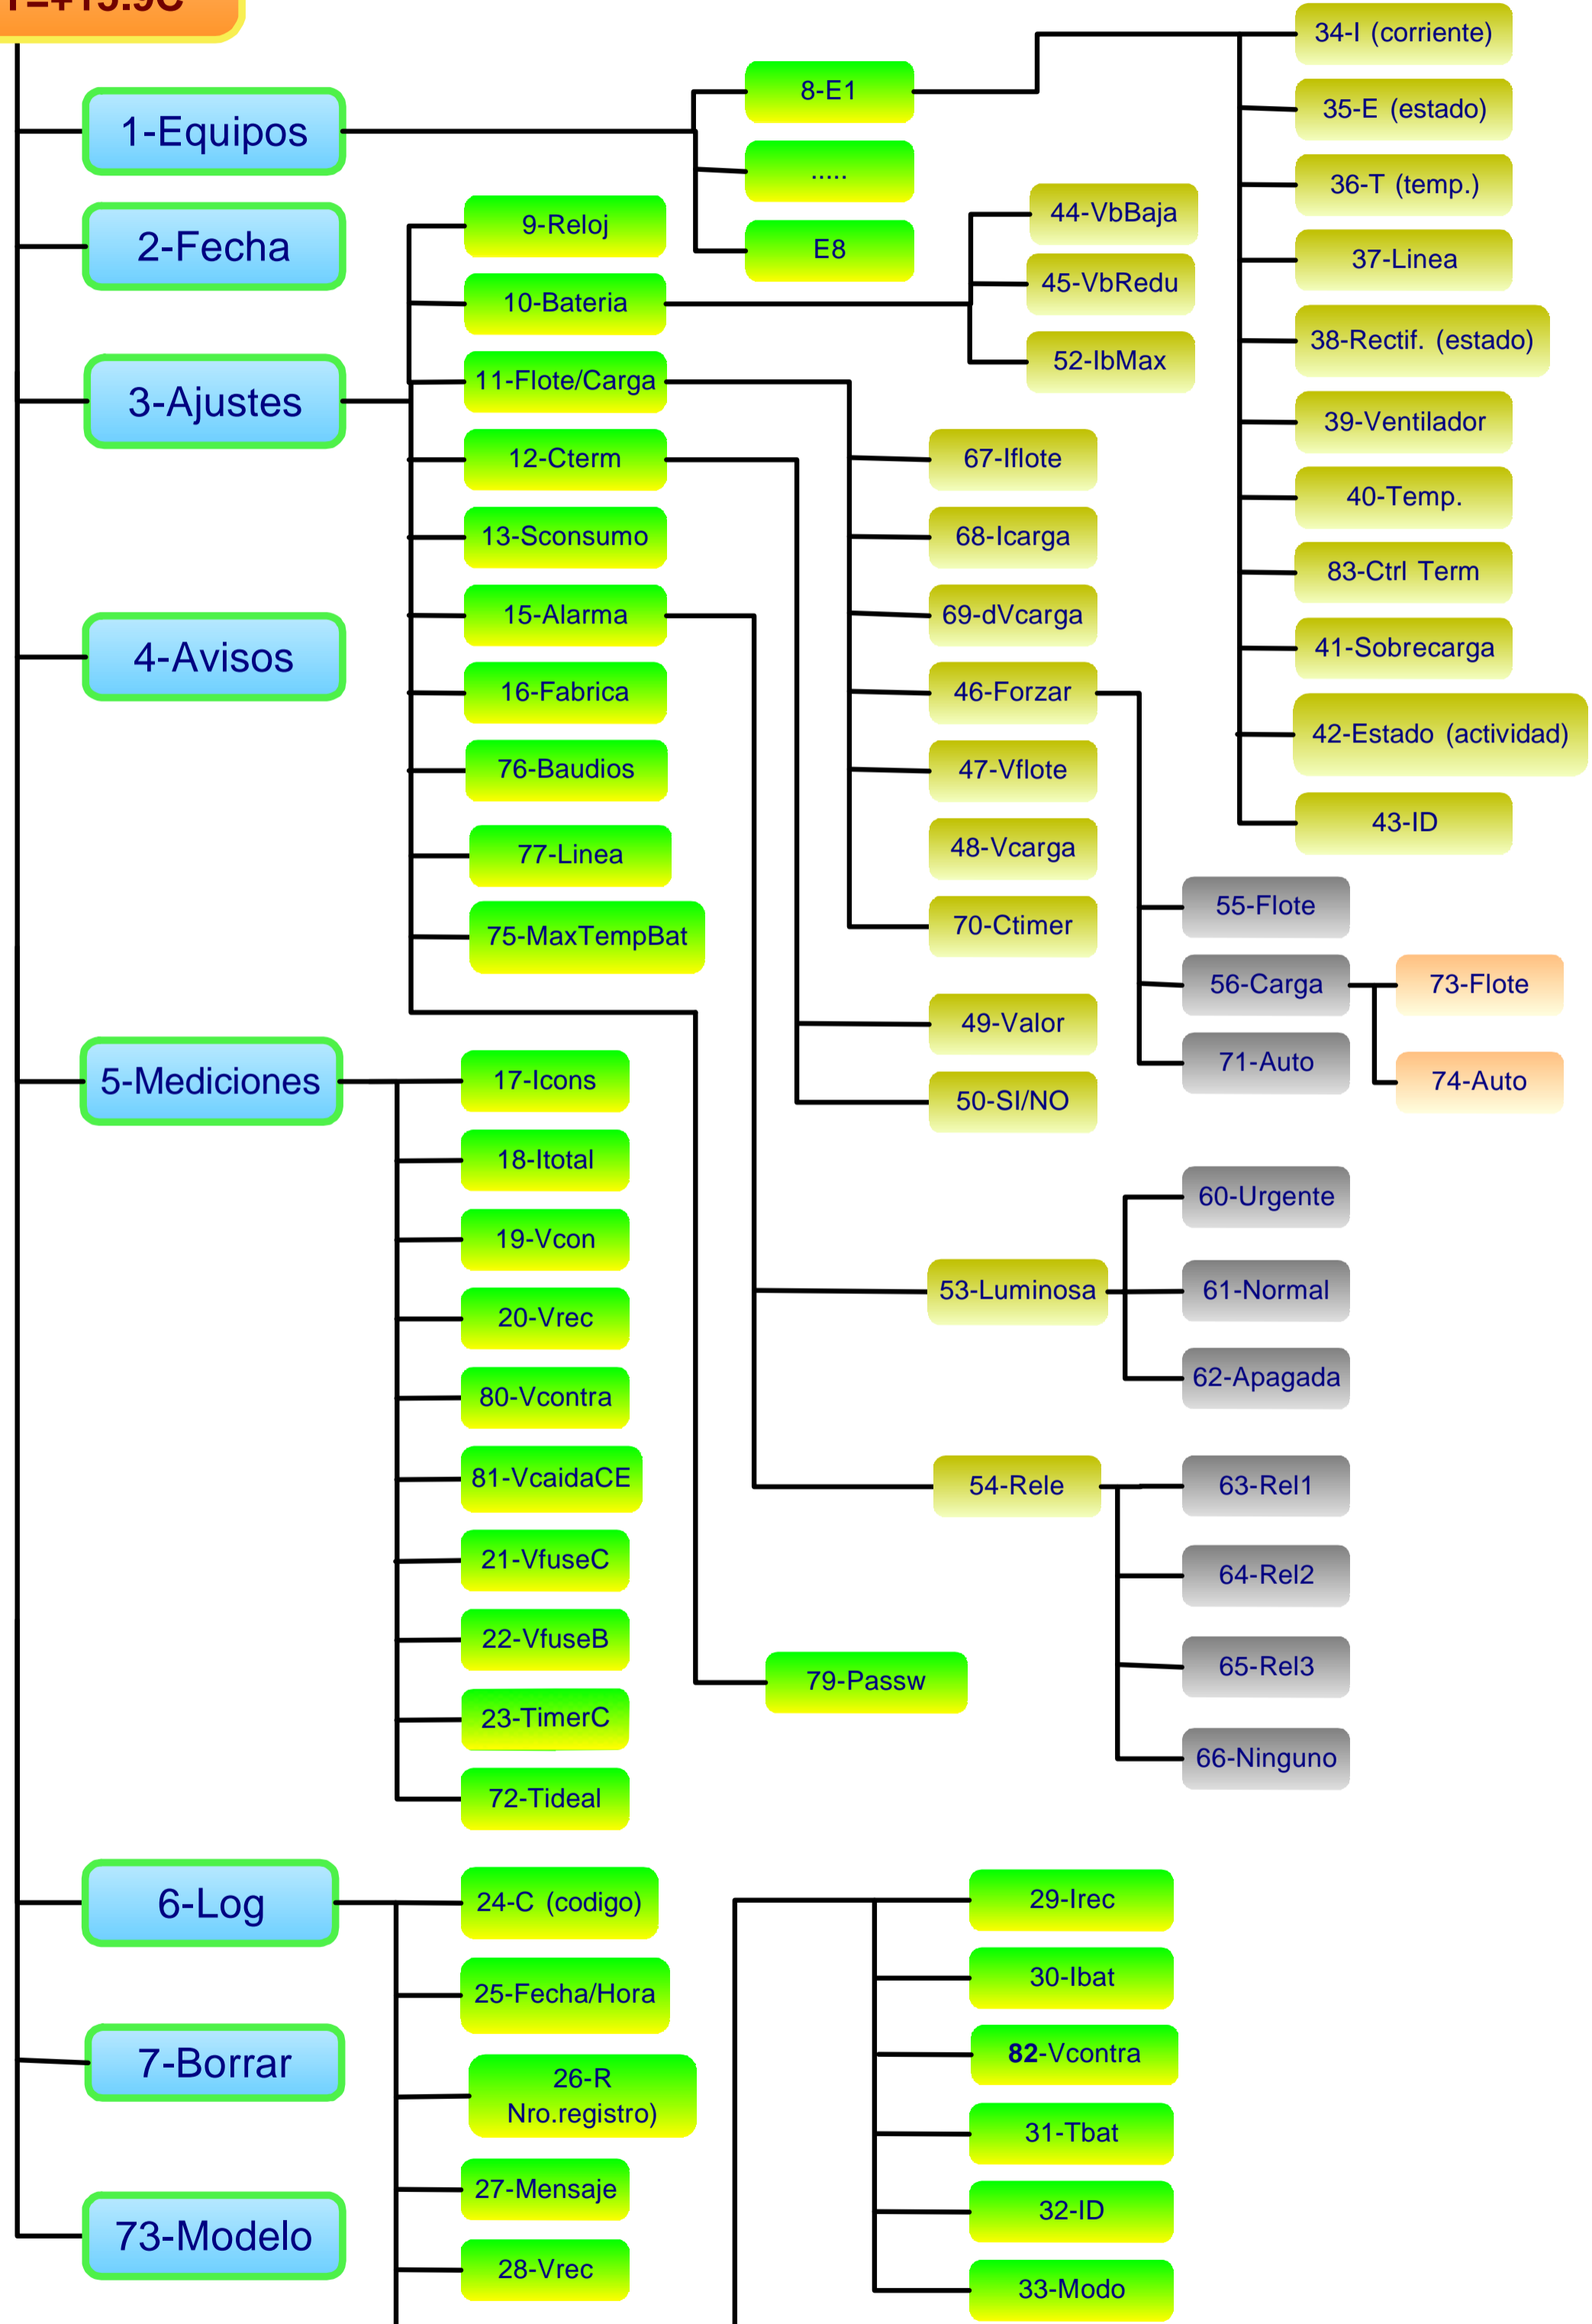 T=+15.9C
1-Equipos
2-Fecha
3-Ajustes
4-Avisos
5-Mediciones
6-Log
7-Borrar
73-Modelo
8-E1
.....
E8
9-Reloj
10-Bateria
11-Flote/Carga
12-Cterm
13-Sconsumo
15-Alarma
16-Fabrica
76-Baudios
77-Linea
75-MaxTempBat
79-Passw
17-Icons
18-Itotal
19-Vcon
20-Vrec
80-Vcontra
81-VcaidaCE
21-VfuseC
22-VfuseB
23-TimerC
72-Tideal
24-C (codigo)
25-Fecha/Hora
26-R
Nro.registro)
27-Mensaje
28-Vrec
29-Irec
30-Ibat
82-Vcontra
31-Tbat
32-ID
33-Modo
34-I (corriente)
35-E (estado)
36-T (temp.)
37-Linea
38-Rectif. (estado)
39-Ventilador
40-Temp.
83-Ctrl Term
41-Sobrecarga
42-Estado (actividad)
43-ID
44-VbBaja
45-VbRedu
52-IbMax
67-Iflote
68-Icarga
69-dVcarga
46-Forzar
47-Vflote
48-Vcarga
70-Ctimer
49-Valor
50-SI/NO
55-Flote
56-Carga
71-Auto
73-Flote
74-Auto
53-Luminosa
60-Urgente
61-Normal
62-Apagada
54-Rele
63-Rel1
64-Rel2
65-Rel3
66-Ninguno